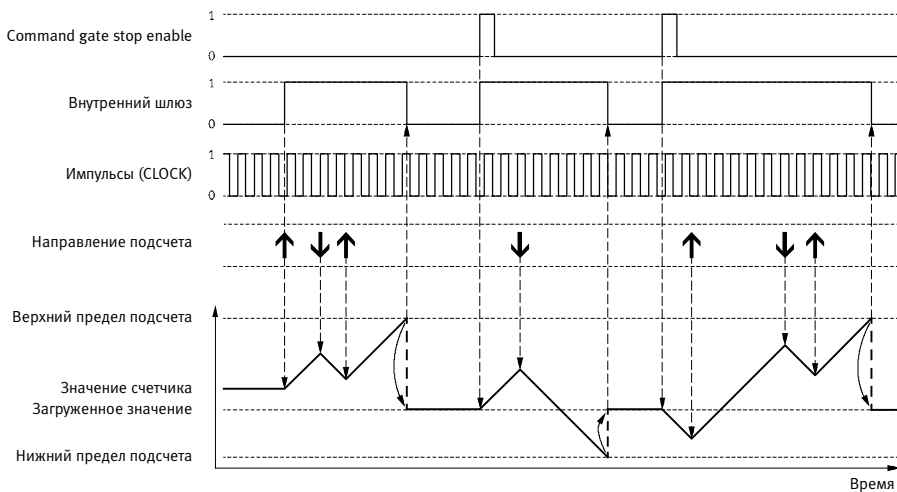 Command gate stop enable
1
0
Внутренний шлюз
1
0
Импульсы (CLOCK)
1
0
Направление подсчета
Верхний предел подсчета
Значение счетчика
Загруженное значение
Нижний предел подсчета
Время